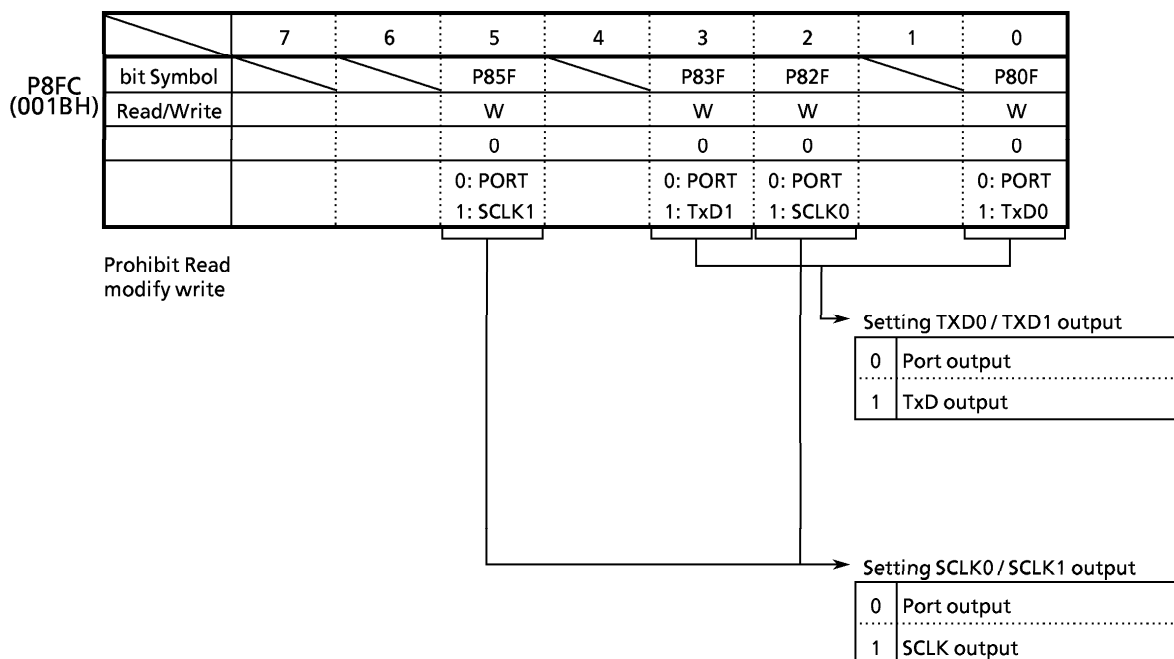 7 6 5 4 3 2 1 0
P8FC
(001BH)
bit Symbol P85F P83F P82F P80F
Read/Write W W W W
0 0 0 0
0: PORT 0: PORT 0: PORT 0: PORT
1: SCLK1 1: TxD1 1: SCLK0 1: TxD0
Prohibit Read
modify write
Setting TXD0 / TXD1 output
0 Port output
1 TxD output
Setting SCLK0 / SCLK1 output
0 Port output
1 SCLK output